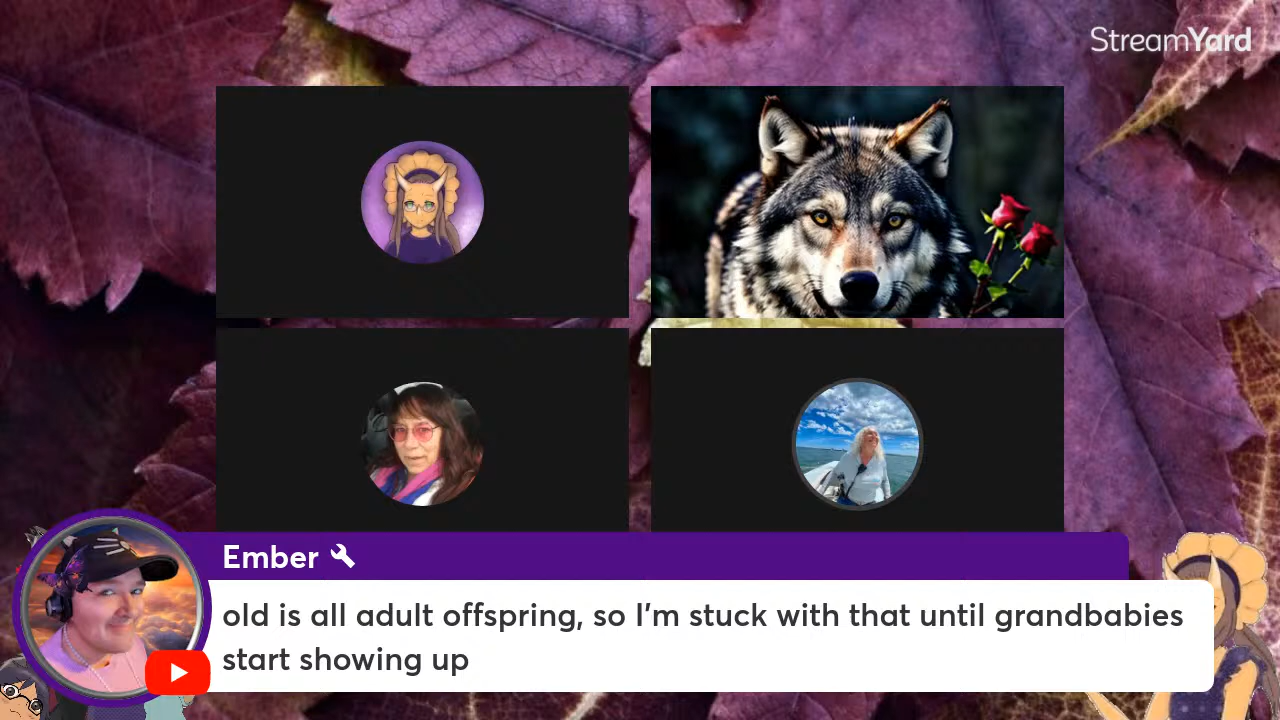 StreamYard
Ember
old is all adult offspring, so I'm stuck with that until grandbabies
start showing up